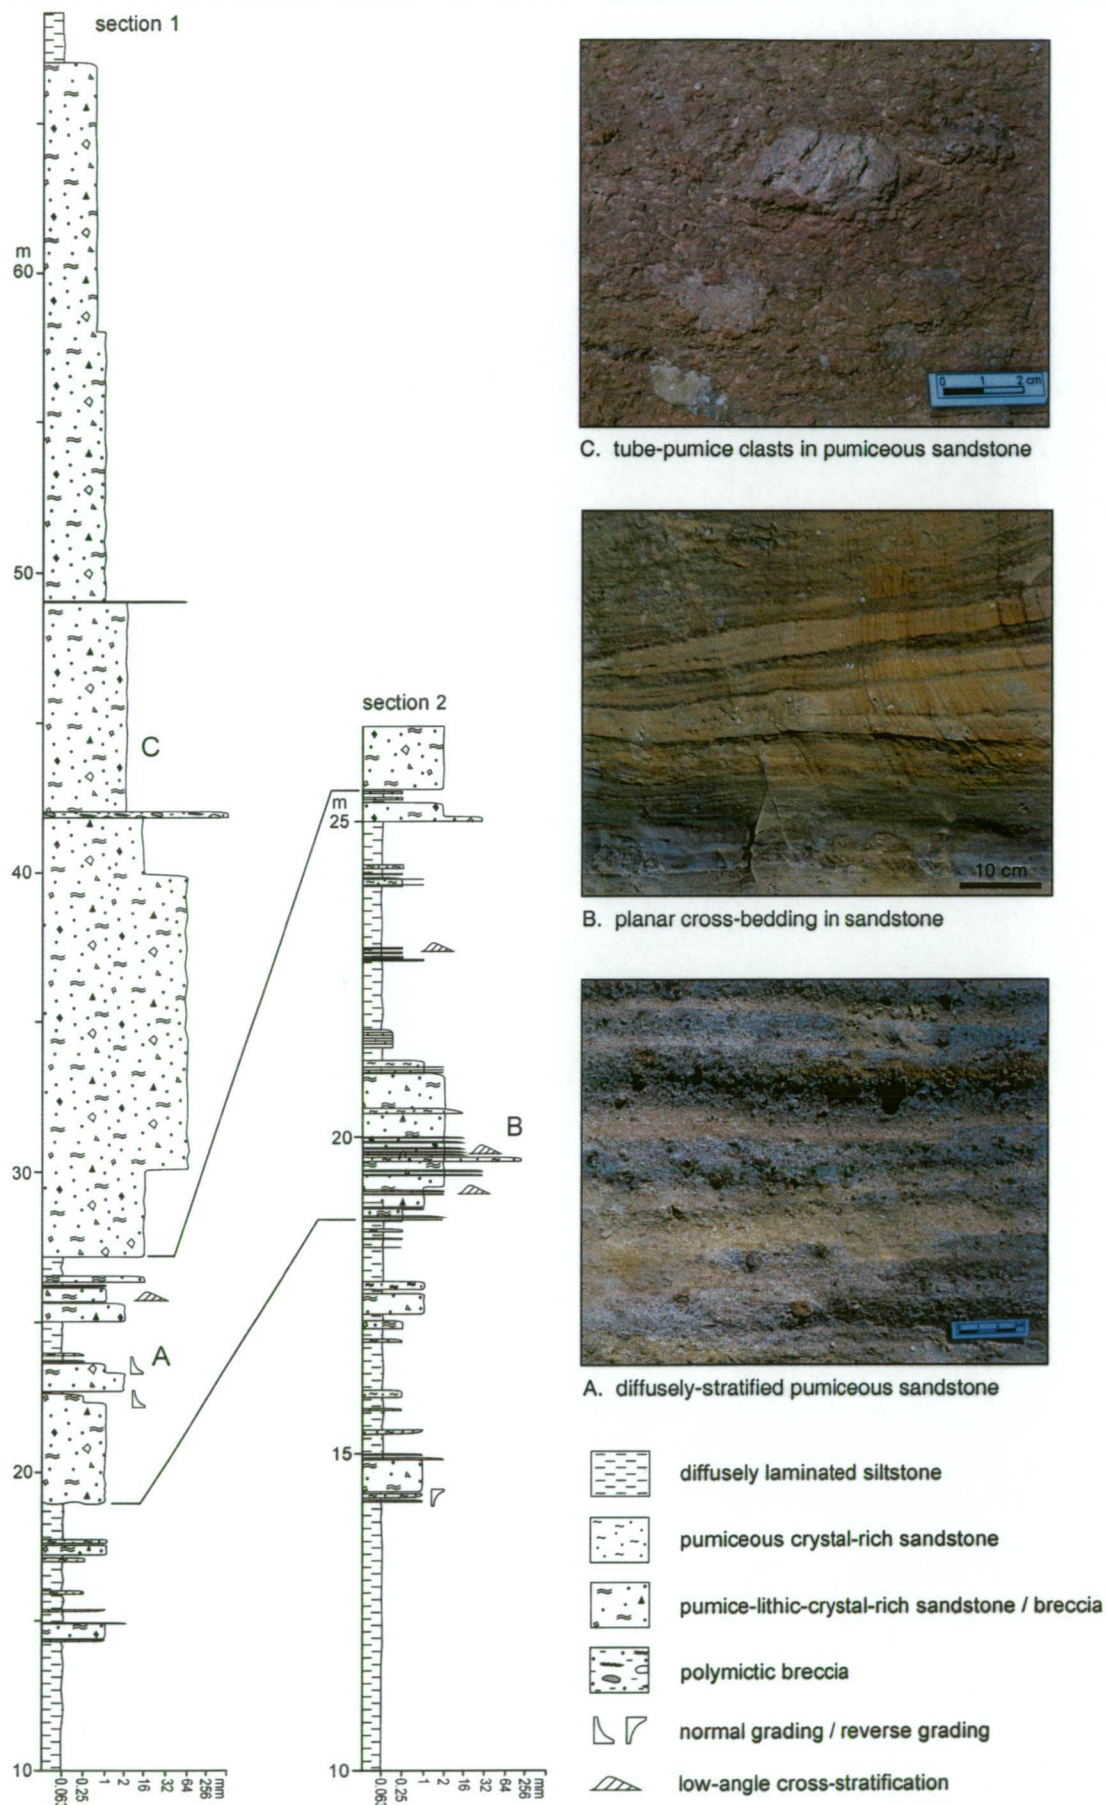 section 1
m
60
50
C
40
30
A
20
10
0.063
0.25
1
2
16
32
64
256
mm
section 2
m
25
20
B
15
10
0.063
0.25
1
2
16
32
64
256
mm
0 1 2 cm
C. tube-pumice clasts in pumiceous sandstone
10 cm
B. planar cross-bedding in sandstone
A. diffusely-stratified pumiceous sandstone
diffusely laminated siltstone
pumiceous crystal-rich sandstone
pumice-lithic-crystal-rich sandstone / breccia
polymictic breccia
normal grading / reverse grading
low-angle cross-stratification